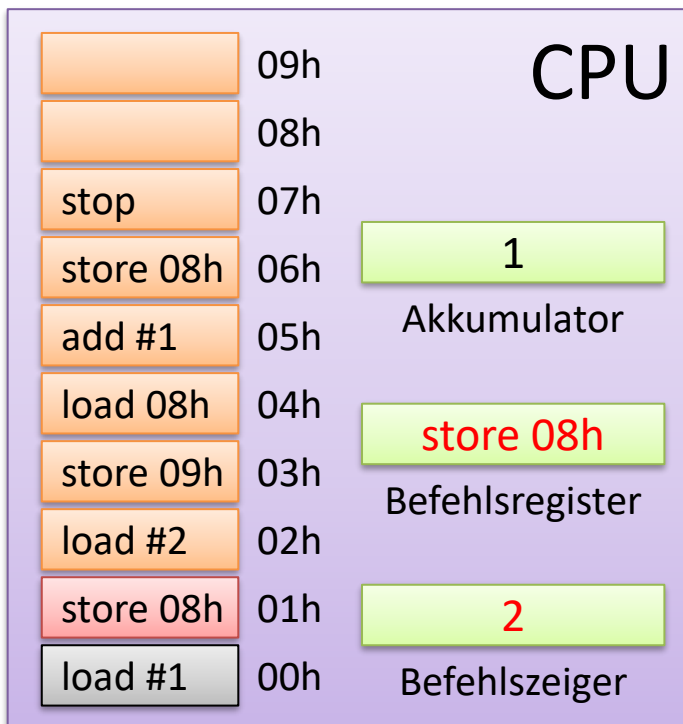 CPU
09h
08h
stop 07h
store 08h 06h
add #1 05h
load 08h 04h
store 09h 03h
load #2 02h
store 08h 01h
load #1 00h
1
Akkumulator
store 08h
Befehlsregister
2
Befehlszeiger